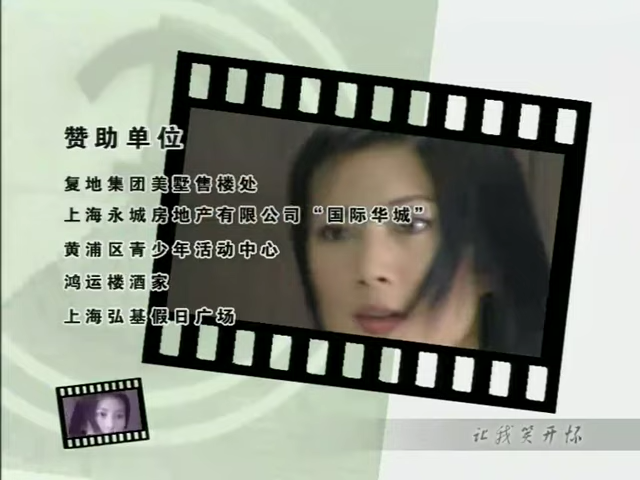 赞助单位
复地集团美墅售楼处
上海永城房地产有限公司“国际华城”
黄浦区青少年活动中心
鸿运楼酒家
上海弘基假日广场
让我笑开怀